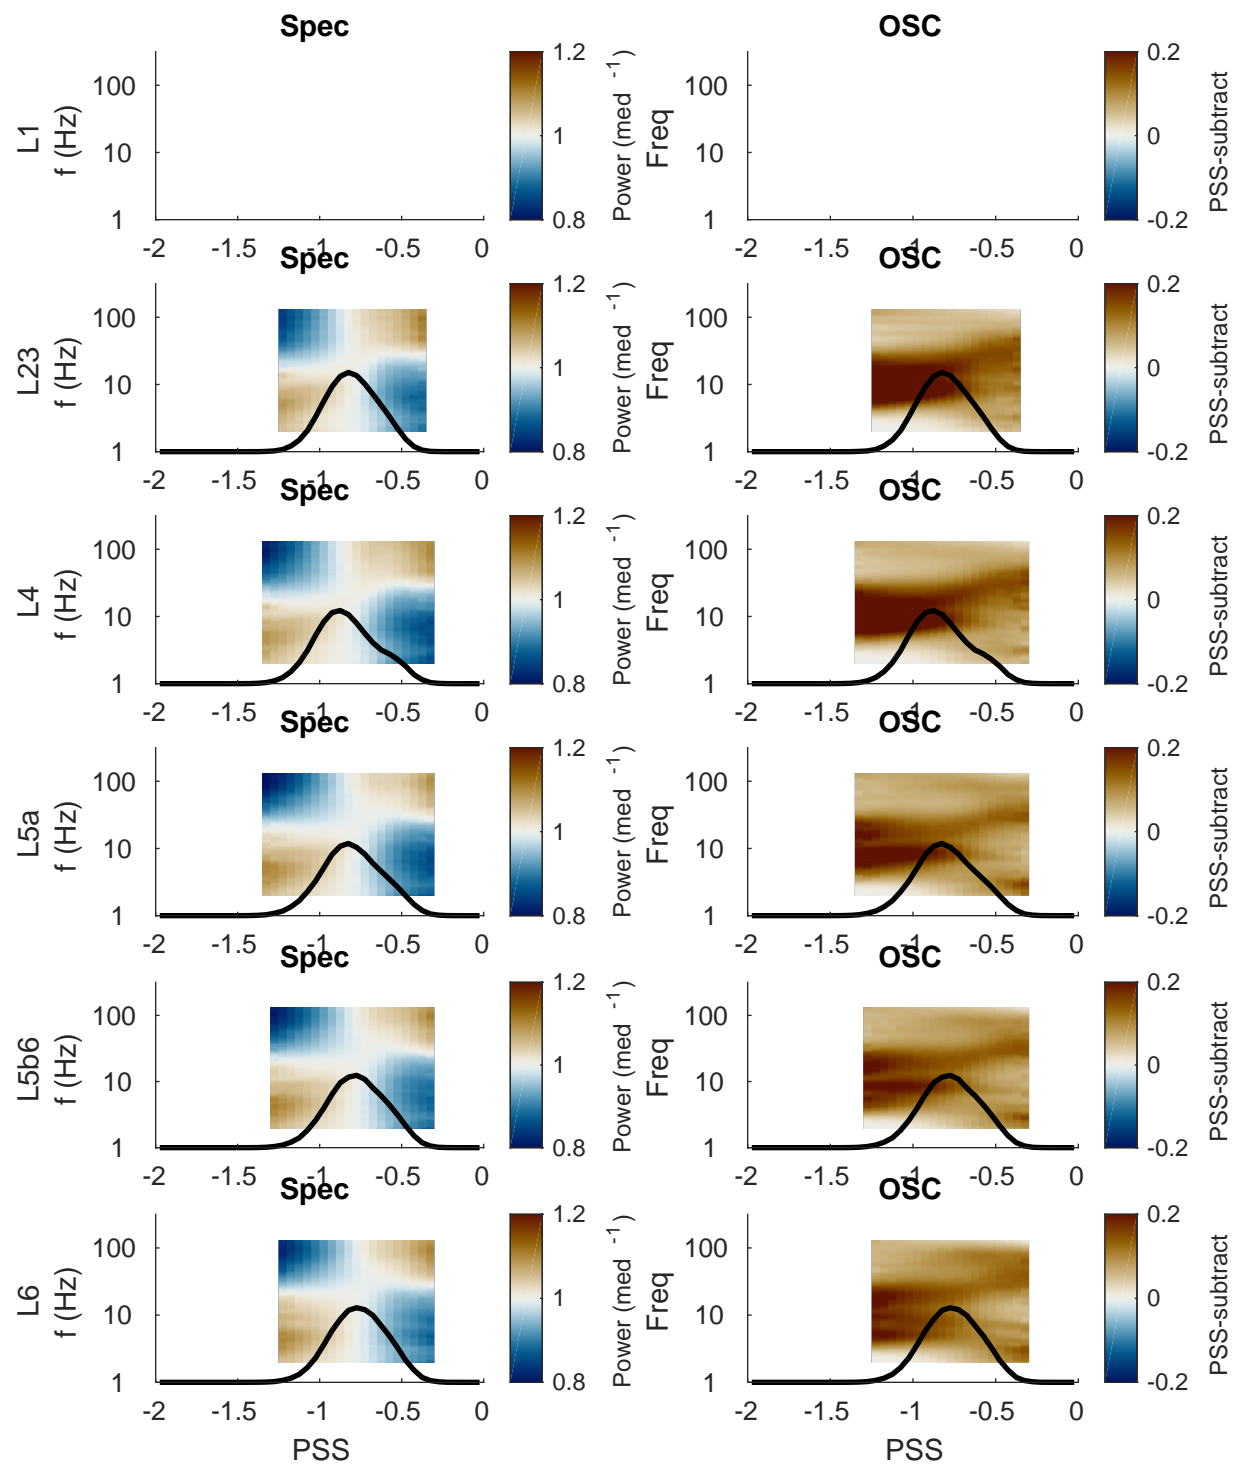 Spec OSC
L1 f (Hz) 100 10 1 1.2 1 0.8 Power (med -1) Freq 100 10 1 0.2 0 -0.2 PSS-subtract
-2 -1.5 -1 -0.5 0 -2 -1.5 -1 -0.5 0
Spec OSC
L23 f (Hz) 100 10 1 1.2 1 0.8 Power (med -1) Freq 100 10 1 0.2 0 -0.2 PSS-subtract
-2 -1.5 -1 -0.5 0 -2 -1.5 -1 -0.5 0
Spec OSC
L4 f (Hz) 100 10 1 1.2 1 0.8 Power (med -1) Freq 100 10 1 0.2 0 -0.2 PSS-subtract
-2 -1.5 -1 -0.5 0 -2 -1.5 -1 -0.5 0
Spec OSC
L5a f (Hz) 100 10 1 1.2 1 0.8 Power (med -1) Freq 100 10 1 0.2 0 -0.2 PSS-subtract
-2 -1.5 -1 -0.5 0 -2 -1.5 -1 -0.5 0
Spec OSC
L5b6 f (Hz) 100 10 1 1.2 1 0.8 Power (med -1) Freq 100 10 1 0.2 0 -0.2 PSS-subtract
-2 -1.5 -1 -0.5 0 -2 -1.5 -1 -0.5 0
Spec OSC
L6 f (Hz) 100 10 1 1.2 1 0.8 Power (med -1) Freq 100 10 1 0.2 0 -0.2 PSS-subtract
-2 -1.5 -1 -0.5 0 -2 -1.5 -1 -0.5 0
PSS PSS